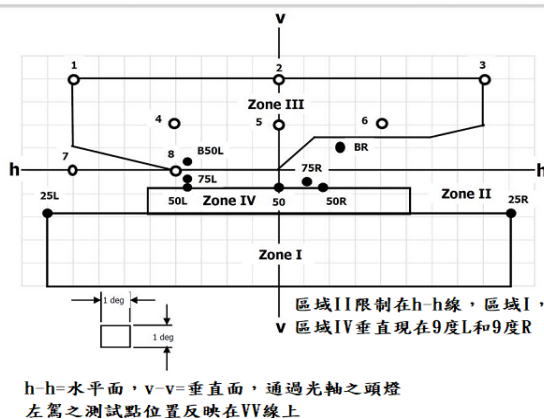 v
1
2
3
Zone III
4
5
6
B50L
BR
7
8
h
h
75L
75R
Zone II
25L
50L
Zone IV
50
50R
25R
Zone I
1 deg
1 deg
v
區域II限制在h-h線，區域I，
區域IV垂直現在9度L和9度R
h-h=水平面，v-v=垂直面，通過光軸之頭燈
左駕之測試點位置反映在VV線上